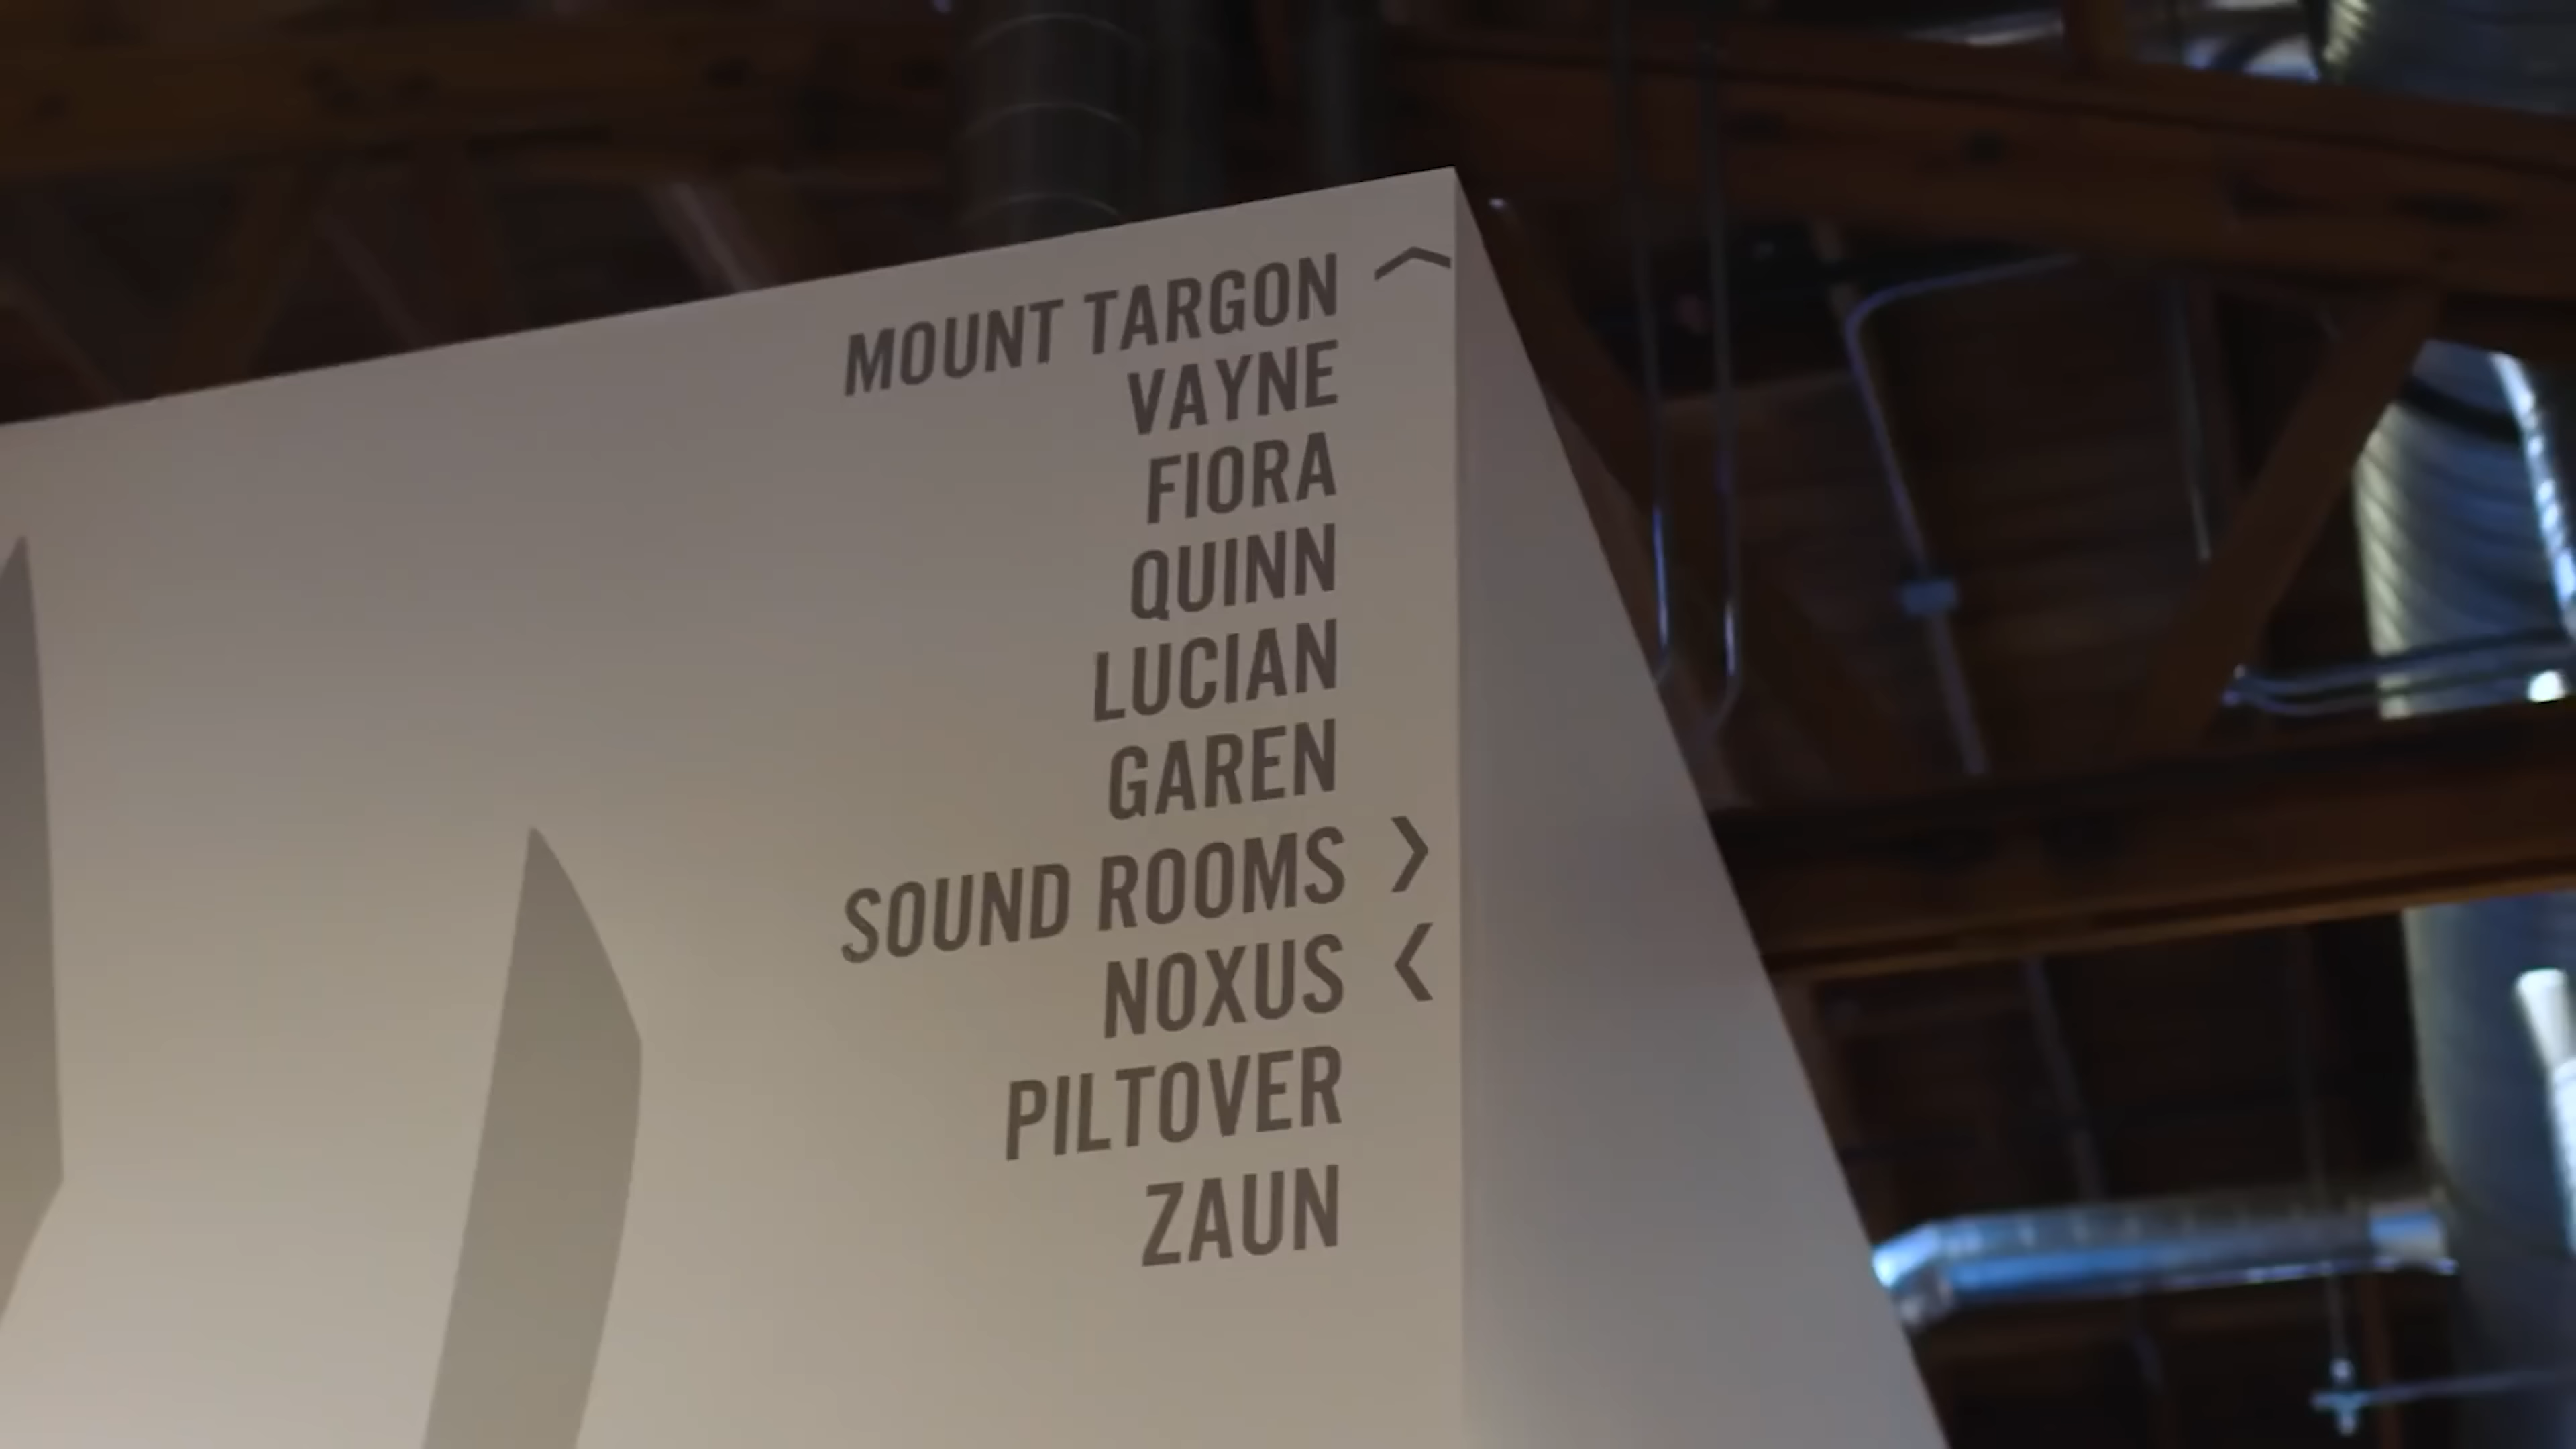 MOUNT TARGON
VAYNE
FIORA
QUINN
LUCIAN
GAREN
SOUND ROOMS
NOXUS
PILTOVER
ZAUN